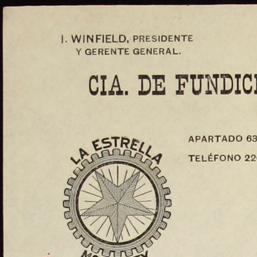 I. WINFIELD, PRESIDENTE
Y GERENTE GENERAL.
CIA. DE FUNDICI
APARTADO 63
TELÉFONO 22
LA ESTRELLA